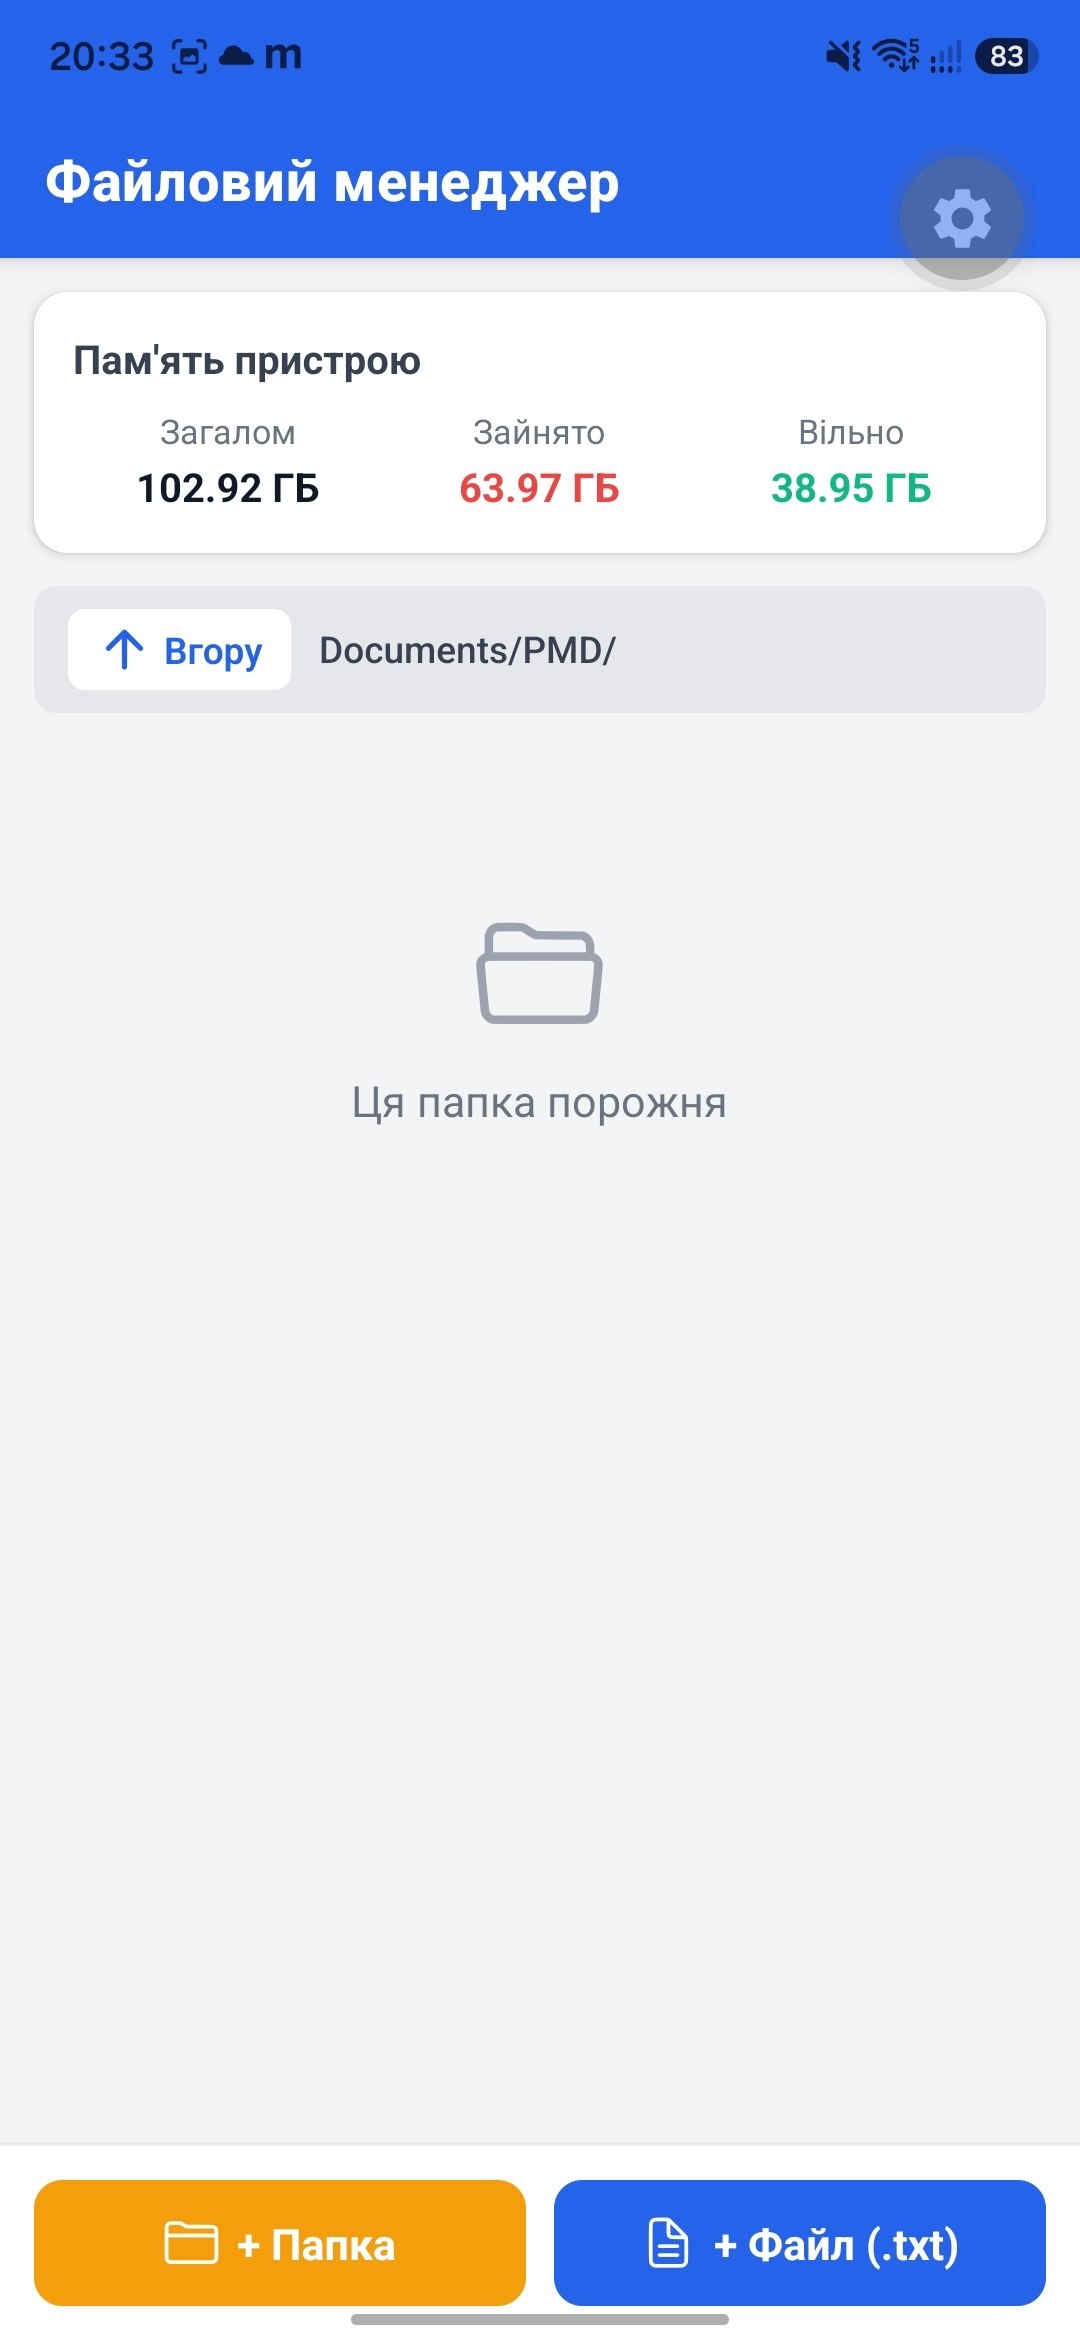 20:33 m 5 83
Файловий менеджер
Пам'ять пристрою
Загалом Зайнято Вільно
102.92 ГБ 63.97 ГБ 38.95 ГБ
Вгору Documents/PMD/
Ця папка порожня
+ Папка + Файл (.txt)